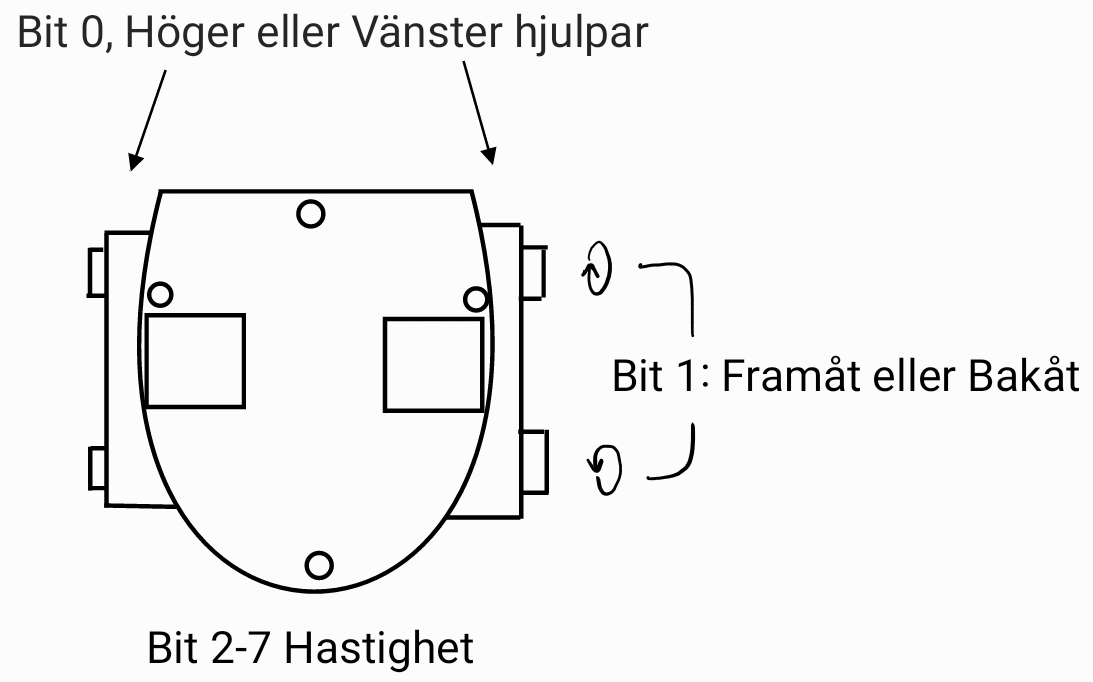 Bit 0, Höger eller Vänster hjulpar
Bit 1: Framåt eller Bakåt
Bit 2-7 Hastighet